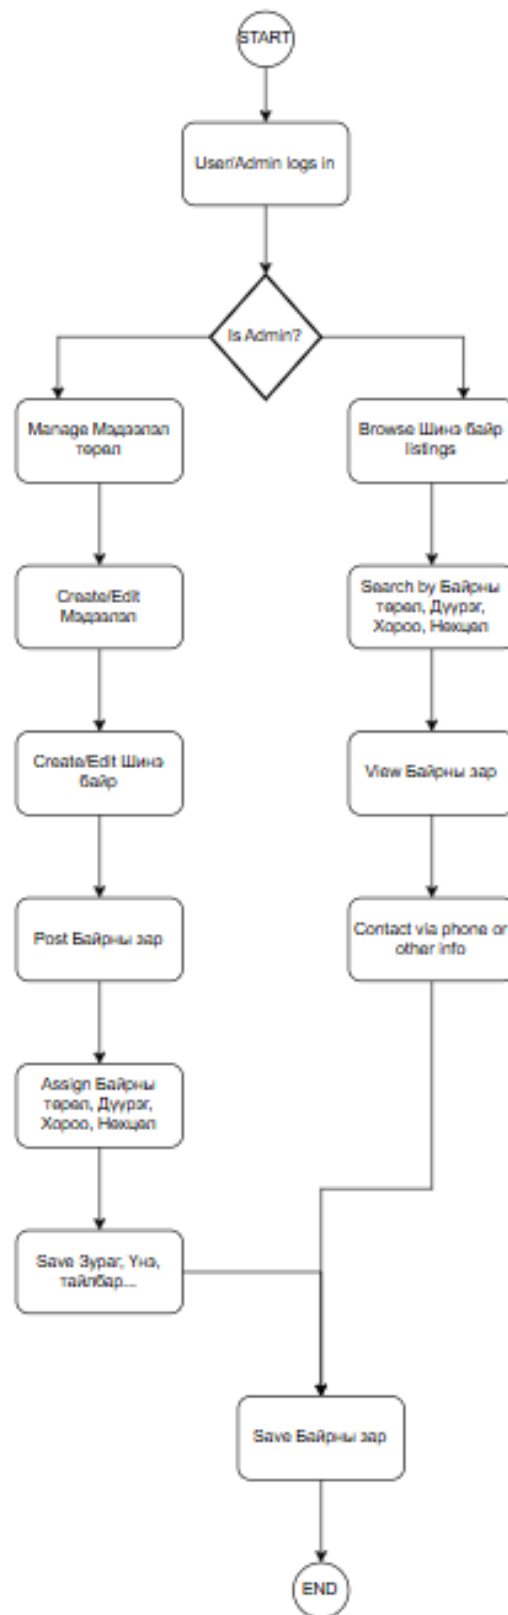 START
User/Admin logs in
Is Admin?
Manage Мэдээлэл
төрөл
Create/Edit
Мэдээлэл
Create/Edit Шинэ
байр
Post Байрны зар
Assign Байрны
төрөл, Дүүрэг,
Хороо, Нөхцөл
Save Зураг, Үнэ,
тайлбар...
Browse Шинэ байр
listings
Search by Байрны
төрөл, Дүүрэг,
Хороо, Нөхцөл
View Байрны зар
Contact via phone or
other info
Save Байрны зар
END